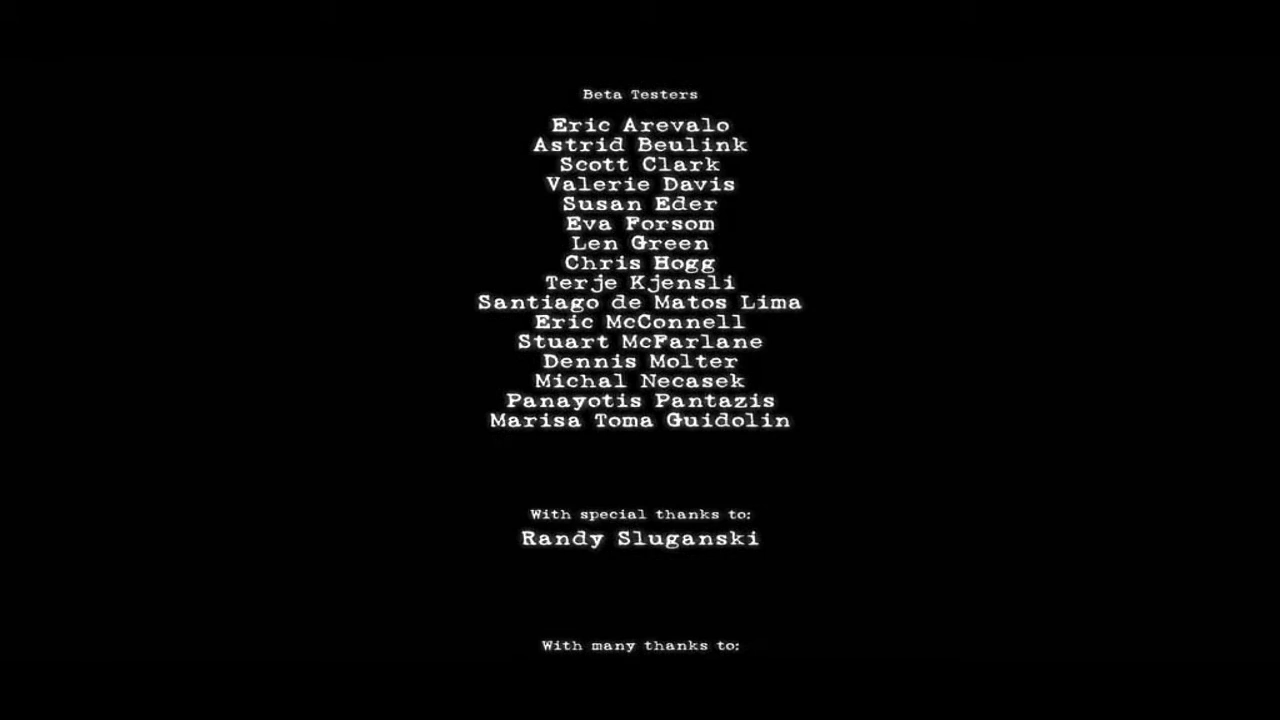 Beta Testers
Eric Arevalo
Astrid Beulink
Scott Clark
Valerie Davis
Susan Eder
Eva Forsom
Len Green
Chris Hogg
Terje Kjensli
Santiago de Matos Lima
Eric McConnell
Stuart McFarlane
Dennis Molter
Michal Necasek
Panayotis Pantazis
Marisa Toma Guidolin
With special thanks to:
Randy Sluganski
With many thanks to: